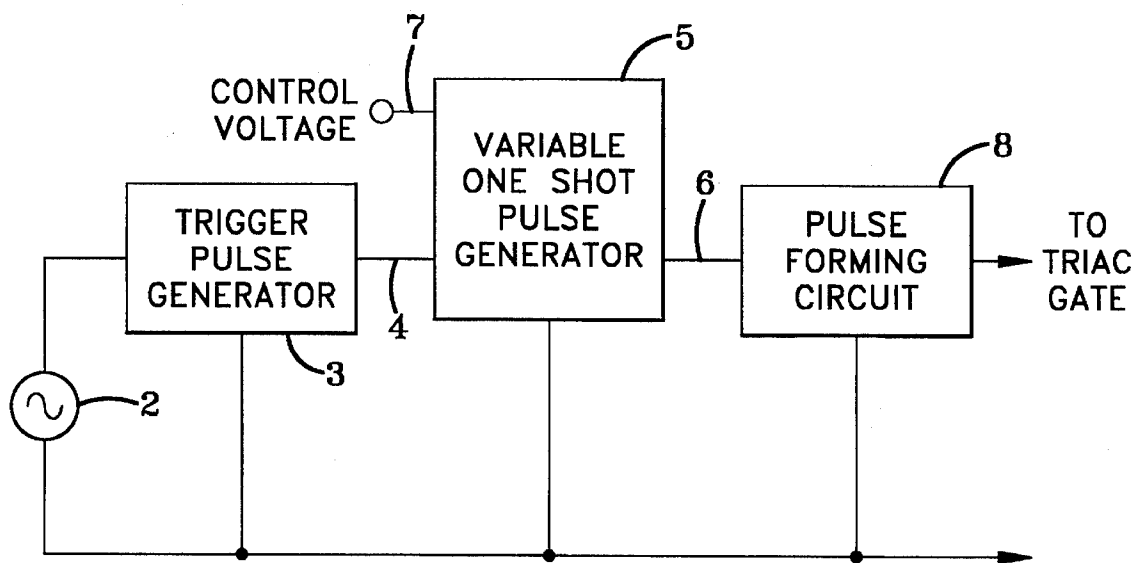 7
5
CONTROL
VOLTAGE
VARIABLE
ONE SHOT
PULSE
GENERATOR
8
6
TRIGGER
PULSE
GENERATOR
PULSE
FORMING
CIRCUIT
TO
TRIAC
GATE
4
3
2